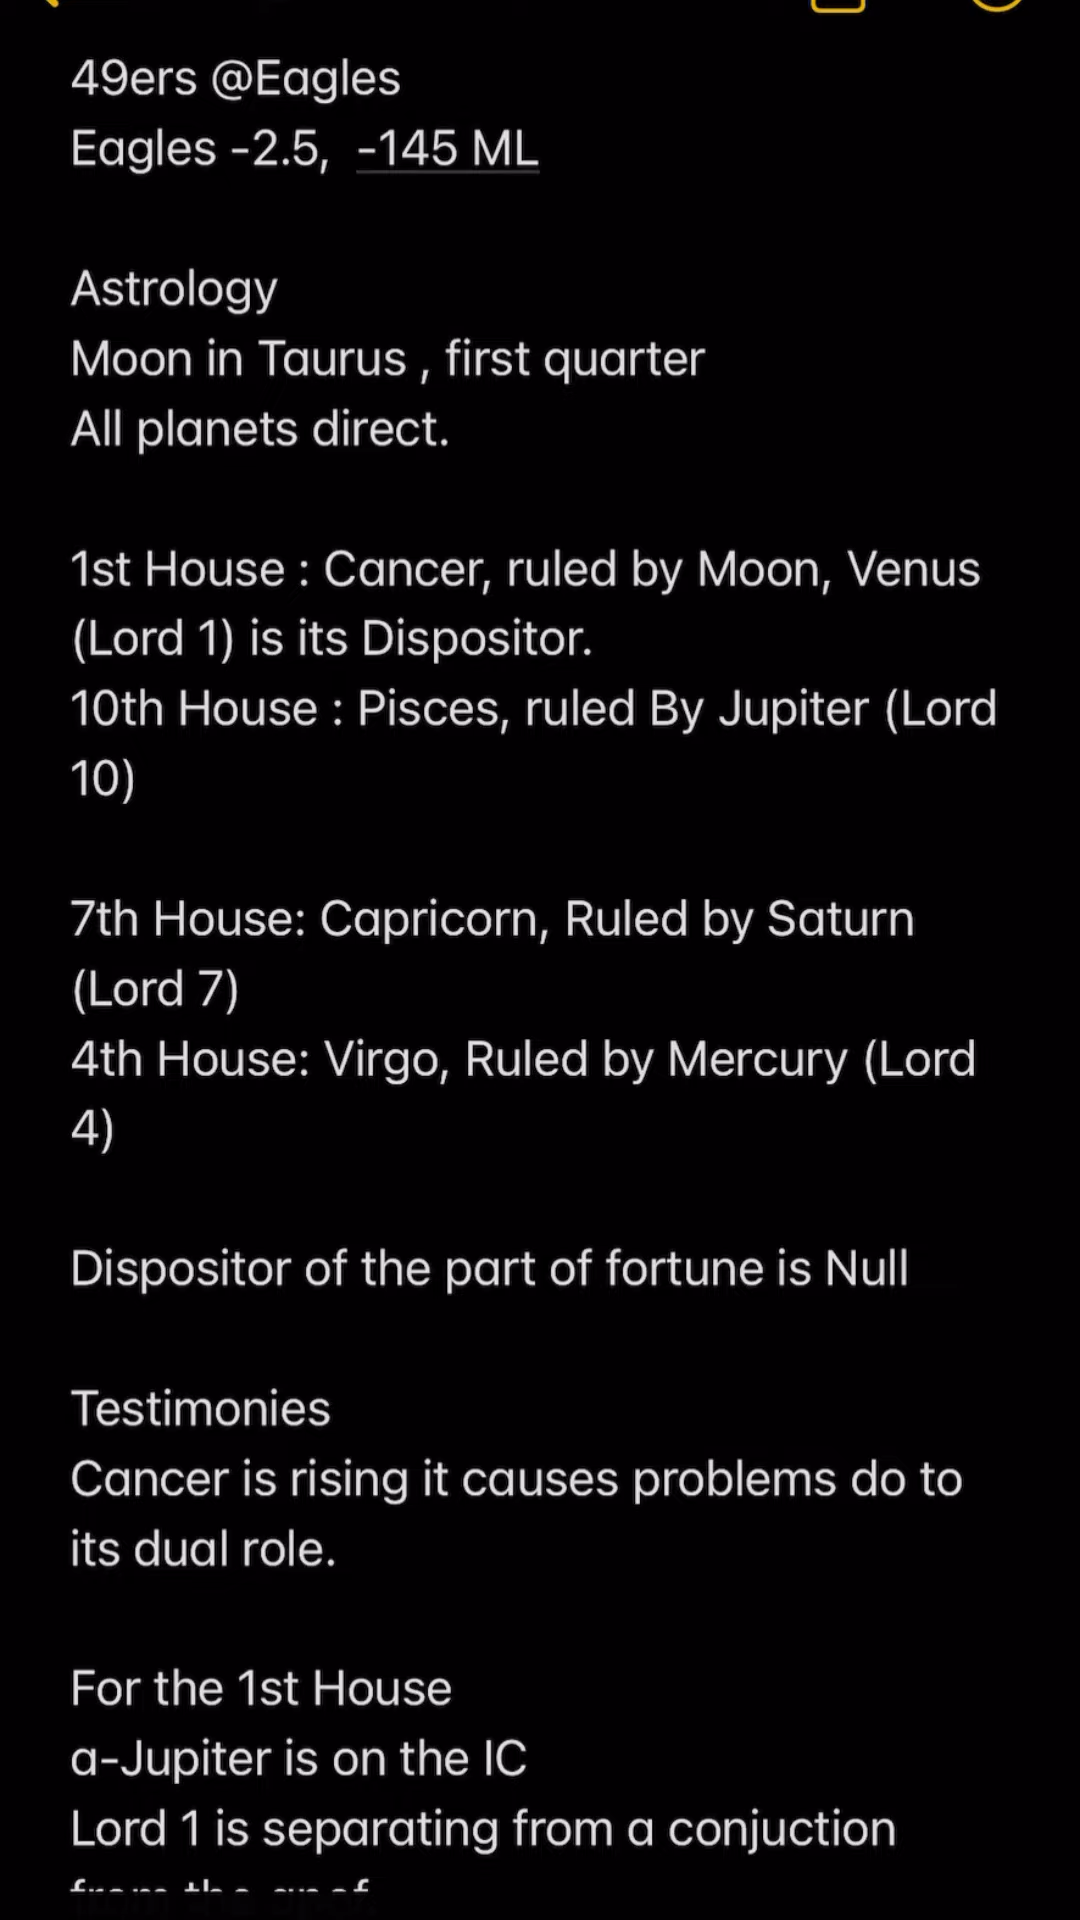 49ers @Eagles
Eagles -2.5, -145 ML
Astrology
Moon in Taurus , first quarter
All planets direct.
1st House : Cancer, ruled by Moon, Venus
(Lord 1) is its Dispositor.
10th House : Pisces, ruled By Jupiter (Lord
10)
7th House: Capricorn, Ruled by Saturn
(Lord 7)
4th House: Virgo, Ruled by Mercury (Lord
4)
Dispositor of the part of fortune is Null
Testimonies
Cancer is rising it causes problems do to
its dual role.
For the 1st House
a-Jupiter is on the IC
Lord 1 is separating from a conjuction
from the